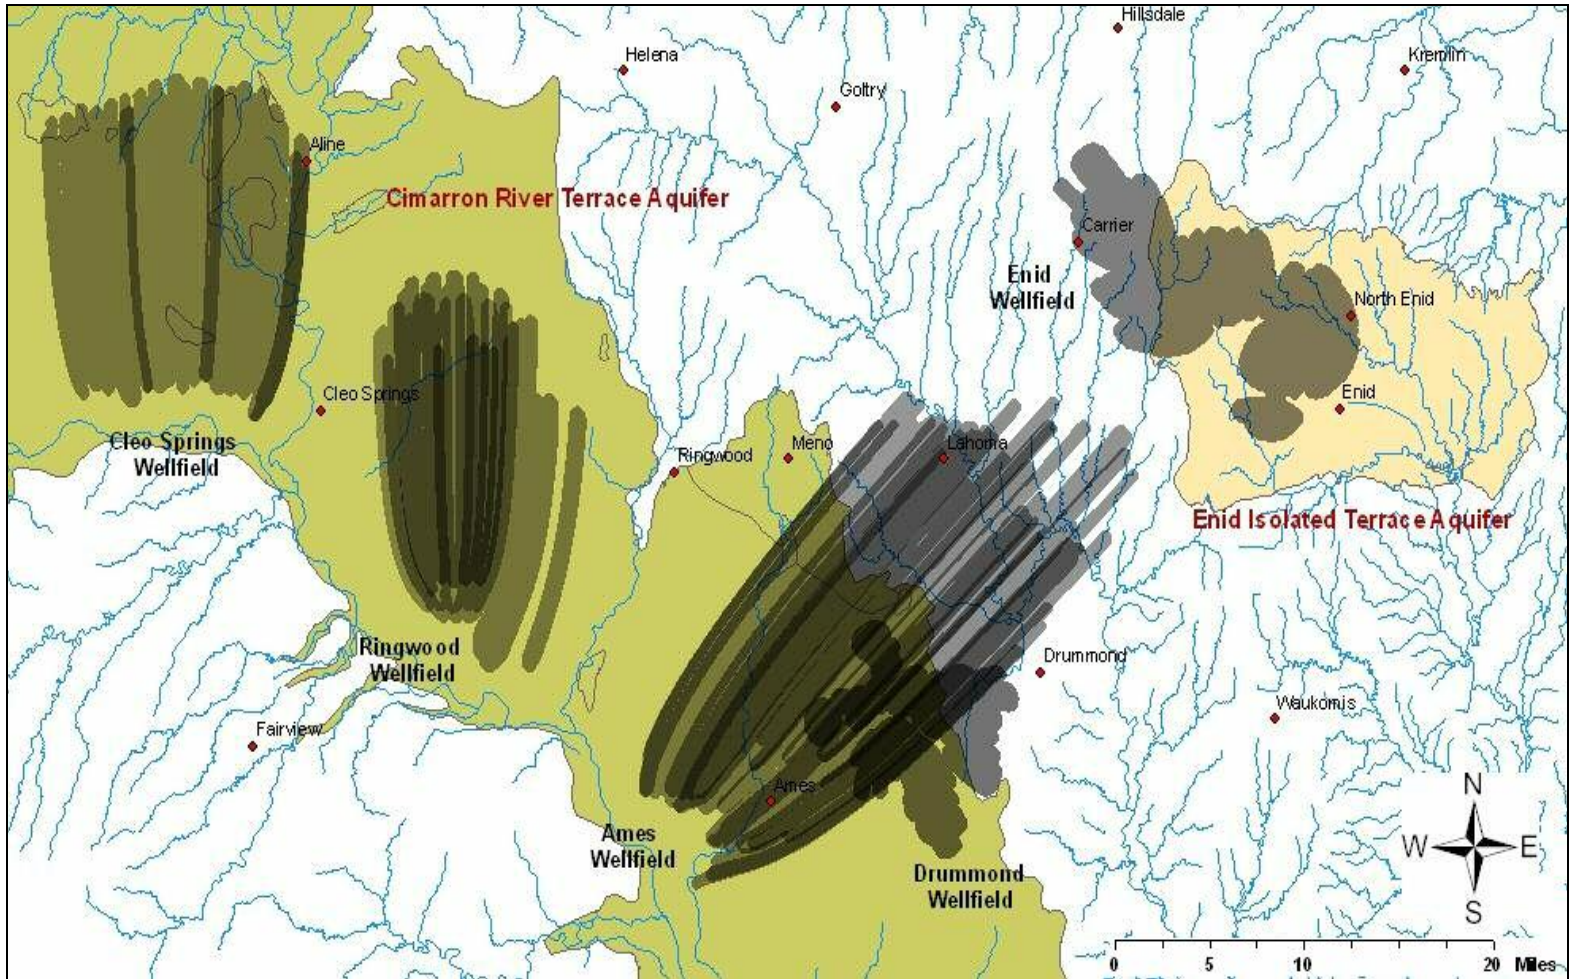 Hillsdale
Helena
Kremlin
Goltry
Aline
Cimarron River Terrace Aquifer
Carrier
Enid
Wellfield
North Enid
Cleo Springs
Enid
Cleo Springs
Wellfield
Ringwood
Meno
Lahoma
Enid Isolated Terrace Aquifer
Ringwood
Wellfield
Drummond
Fairview
Waukomis
Ames
Ames
Wellfield
Drummond
Wellfield
N
W
E
S
0 5 10 20 Miles